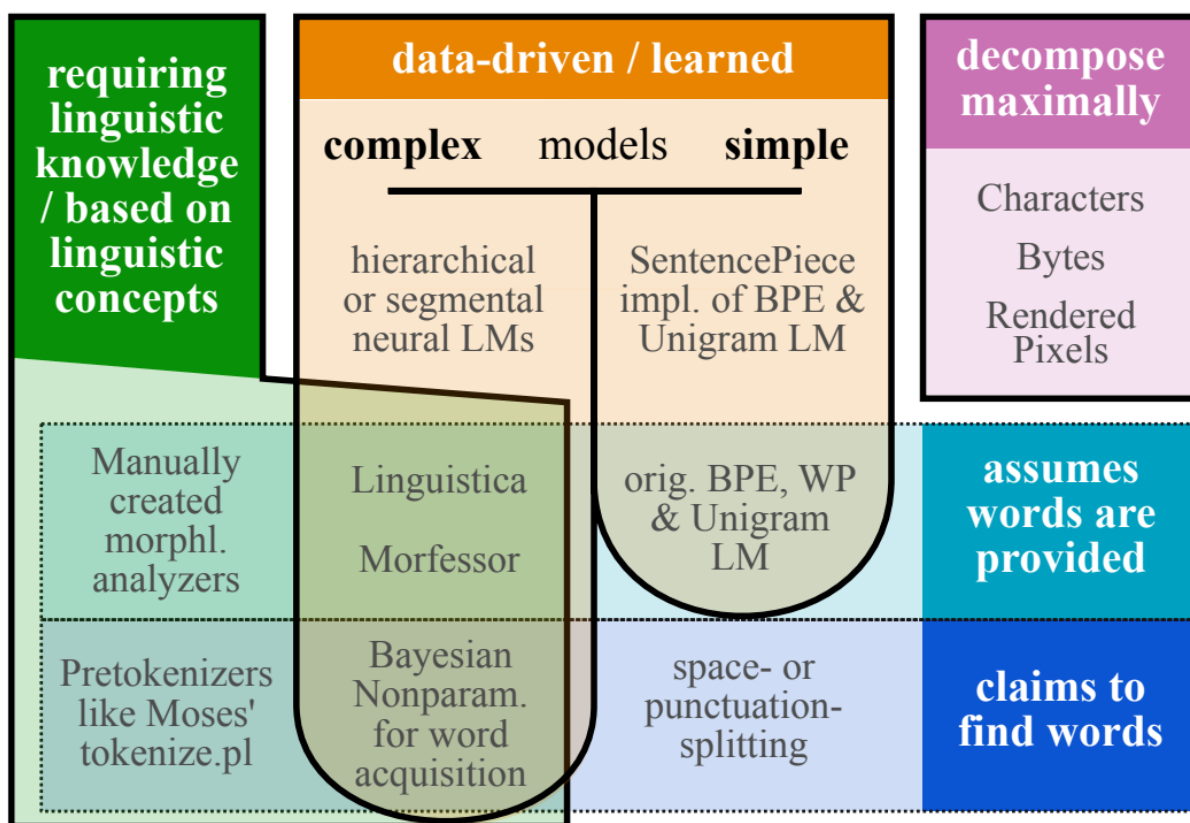 requiring
linguistic
knowledge
/ based on
linguistic
concepts
data-driven / learned
complex models simple
hierarchical
or segmental
neural LMs
SentencePiece
impl. of BPE &
Unigram LM
decompose
maximally
Characters
Bytes
Rendered
Pixels
Manually
created
morphl.
analyzers
Linguistica
Morfessor
orig. BPE, WP
& Unigram
LM
assumes
words are
provided
Pretokenizers
like Moses'
tokenize.pl
Bayesian
Nonparam.
for word
acquisition
space- or
punctuation-
splitting
claims to
find words